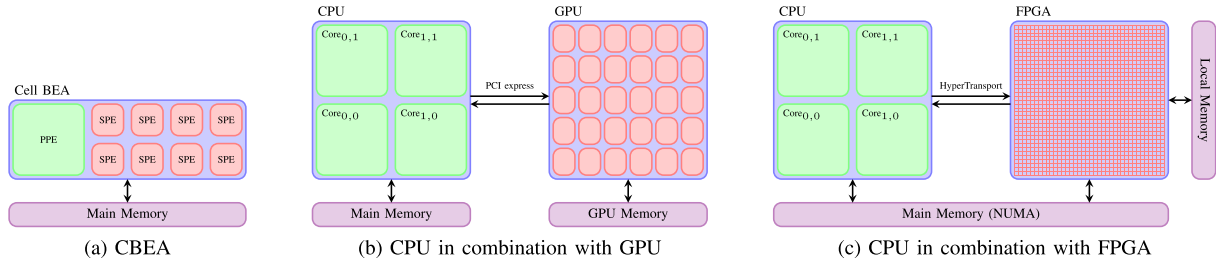 Cell BEA
PPE
SPE SPE SPE SPE
SPE SPE SPE SPE
Main Memory
(a) CBEA
CPU
Core0,1 Core1,1
Core0,0 Core1,0
PCI express
GPU
Main Memory
GPU Memory
(b) CPU in combination with GPU
CPU
Core0,1 Core1,1
Core0,0 Core1,0
HyperTransport
FPGA
Local Memory
Main Memory (NUMA)
(c) CPU in combination with FPGA